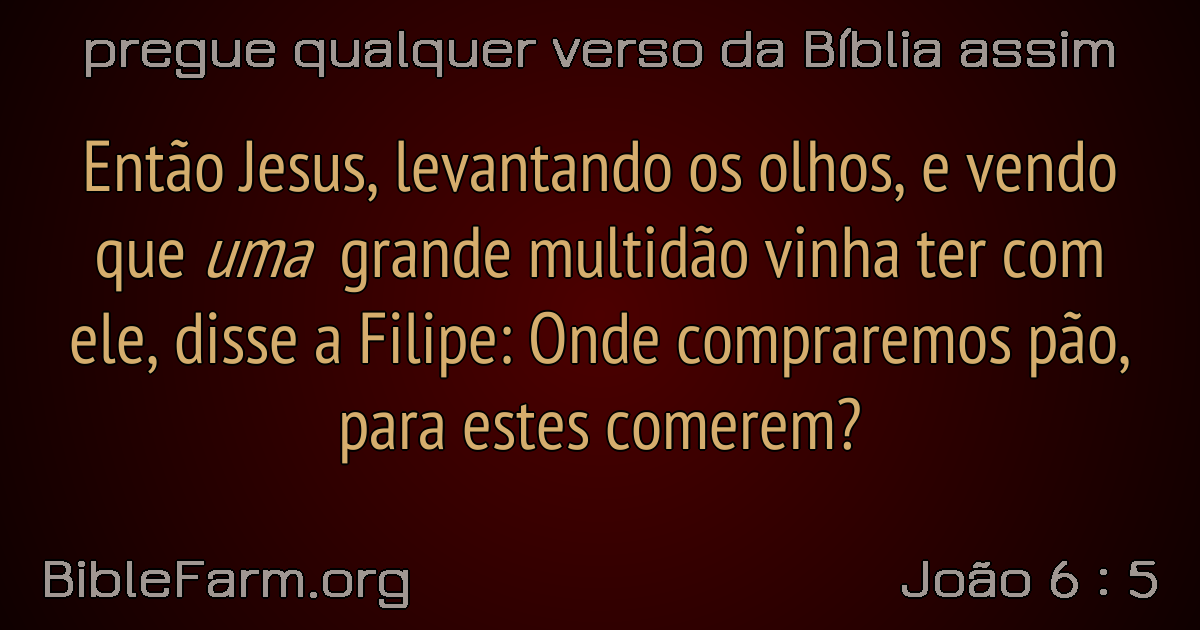 pregue qualquer verso da Bíblia assim
Então Jesus, levantando os olhos, e vendo
que uma grande multidão vinha ter com
ele, disse a Filipe: Onde compraremos pão,
para estes comerem?
BibleFarm.org
João 6 : 5